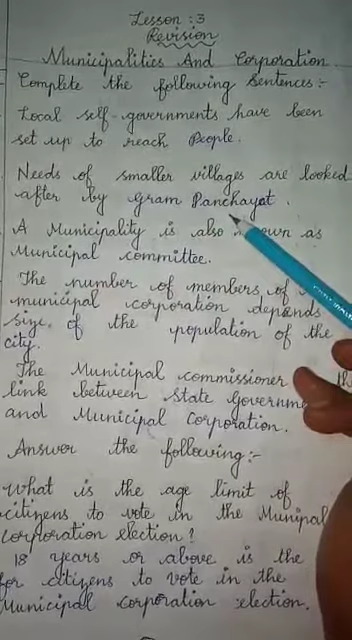 Lesson : 3
Revision
Municipalities And Corporation
Complete the following Sentences :-
Local self-governments have been
set up to reach People.
Needs of smaller villages are looked
after by Gram Panchayat .
A Municipality is also as
Municipal committee.
The number of members of
municipal corporation depends
size of the population of the
city.
The Municipal commissioner
link between State
and Municipal Corporation.
Answer the following :-
What is the age limit of
citizens to vote in the Munipal
corporation election?
18 years or above is the
for citizens to vote in the
Municipal corporation election.